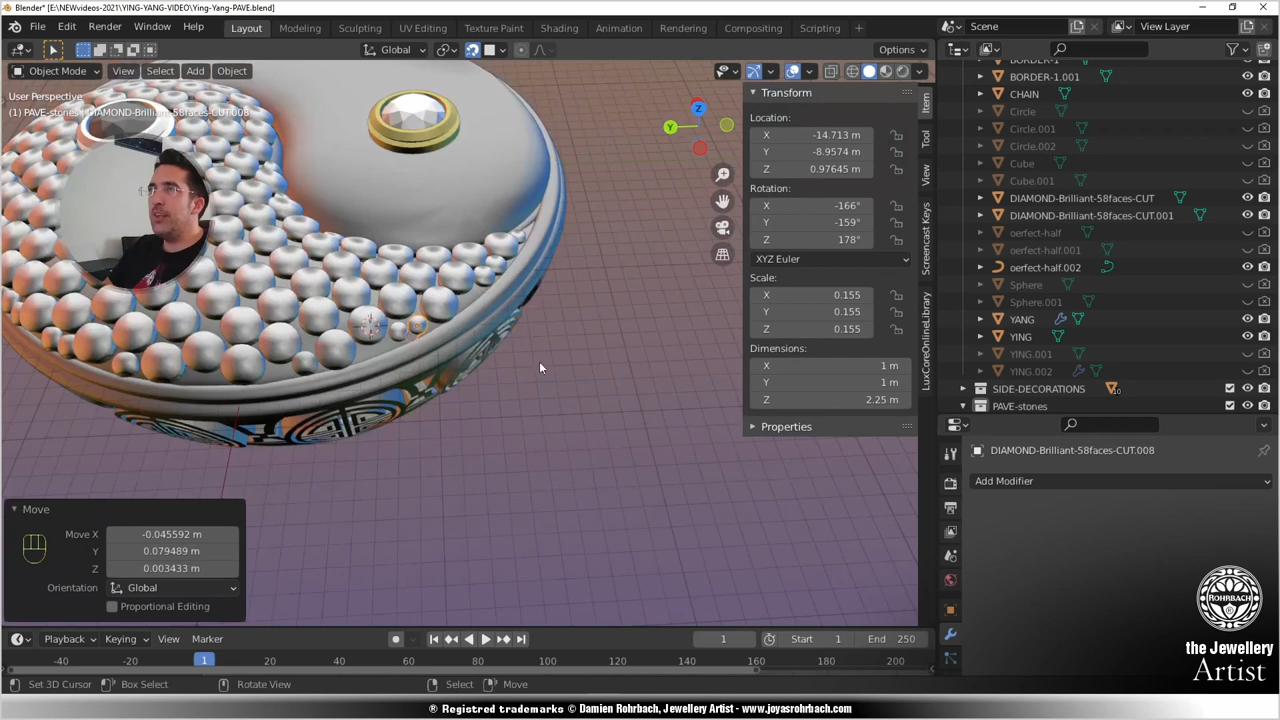 Blender* [E:\NEWvideos-2021\YING-YANG-VIDEO\Ying-Yang-PAVE.blend]
File Edit Render Window Help Layout Modeling Sculpting UV Editing Texture Paint Shading Animation Rendering Compositing Scripting + Scene View Layer
Global Options
Object Mode View Select Add Object
User Perspective
(1) PAVE-stones | DIAMOND-Brilliant-58faces-CUT.008
Z
Y
Transform
Location:
X -14.713 m
Y -8.9574 m
Z 0.97645 m
Rotation:
X -166°
Y -159°
Z 178°
XYZ Euler
Scale:
X 0.155
Y 0.155
Z 0.155
Dimensions:
X 1 m
Y 1 m
Z 2.25 m
Properties
Item
Tool
View
Screencast Keys
LuxCoreOnlineLibrary
BORDER-1
BORDER-1.001
CHAIN
Circle
Circle.001
Circle.002
Cube
Cube.001
DIAMOND-Brilliant-58faces-CUT
DIAMOND-Brilliant-58faces-CUT.001
oerfect-half
oerfect-half.001
oerfect-half.002
Sphere
Sphere.001
YANG
YING
YING.001
YING.002
SIDE-DECORATIONS 10
PAVE-stones
DIAMOND-Brilliant-58faces-CUT.008
Add Modifier
Move
Move X -0.045592 m
Y 0.079489 m
Z 0.003433 m
Orientation Global
Proportional Editing
Playback Keying View Marker 1 Start 1 End 250
-40 -20 1 20 40 60 80 100 120 140 160 180 200
Set 3D Cursor Box Select Rotate View Select Move
ROHRBACH
the Jewellery
Artist
® Registered trademarks © Damien Rohrbach, Jewellery Artist - www.joyasrohrbach.com